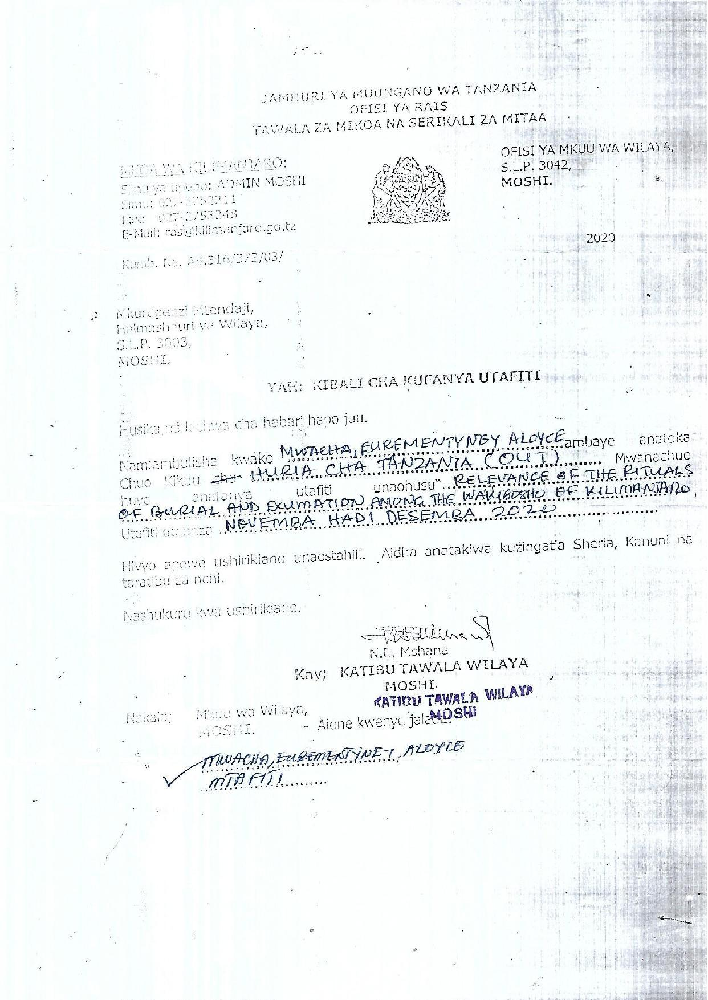 JAMHURI YA MUUNGANO WA TANZANIA
OFISI YA RAIS
TAWALA ZA MIKOA NA SERIKALI ZA MITAA
OFISI YA MKUU WA WILAYA,
S.L.P. 3042,
MOSHI.
MKOA WA KILIMANJARO:
Simu ya upepo: ADMIN MOSHI
Simu: 027-2752211
Fax: 027-2753248
E-Mail: ras@kilimanjaro.go.tz
2020
Kumb. Na. AB.316/373/03/
Mkurugenzi Mtendaji,
Halmashauri ya Wilaya,
S.L.P. 3003,
MOSHI.
YAH: KIBALI CHA KUFANYA UTAFITI
Husika na kichwa cha habari hapo juu.
Namtambulisha kwako MWACHA, EUREMENTYNEY ALOYCE ambaye anatoka
Chuo Kikuu cha HURIA CHA TANZANIA (OUT) Mwanachuo
huyo anafanya utafiti unaohusu" RELEVANCE OF THE RITUALS
OF BURIAL AND EXUMATION AMONG THE WAKIBOSHO OF KILIMANJARO,
Utafiti utaanza NOVEMBA HADI DESEMBA 2020
Hivyo apewe ushirikiano unaostahili. Aidha anatakiwa kuzingatia Sheria, Kanuni na
taratibu za nchi.
Nashukuru kwa ushirikiano.
N.E. Mshana
Kny; KATIBU TAWALA WILAYA
MOSHI.
KATIBU TAWALA WILAYA
MOSHI
Nakala; Mkuu wa Wilaya,
MOSHI. - Aione kwenye jalada.
MWACHA, EUREMENTYNEY, ALOYCE
MTAFITI